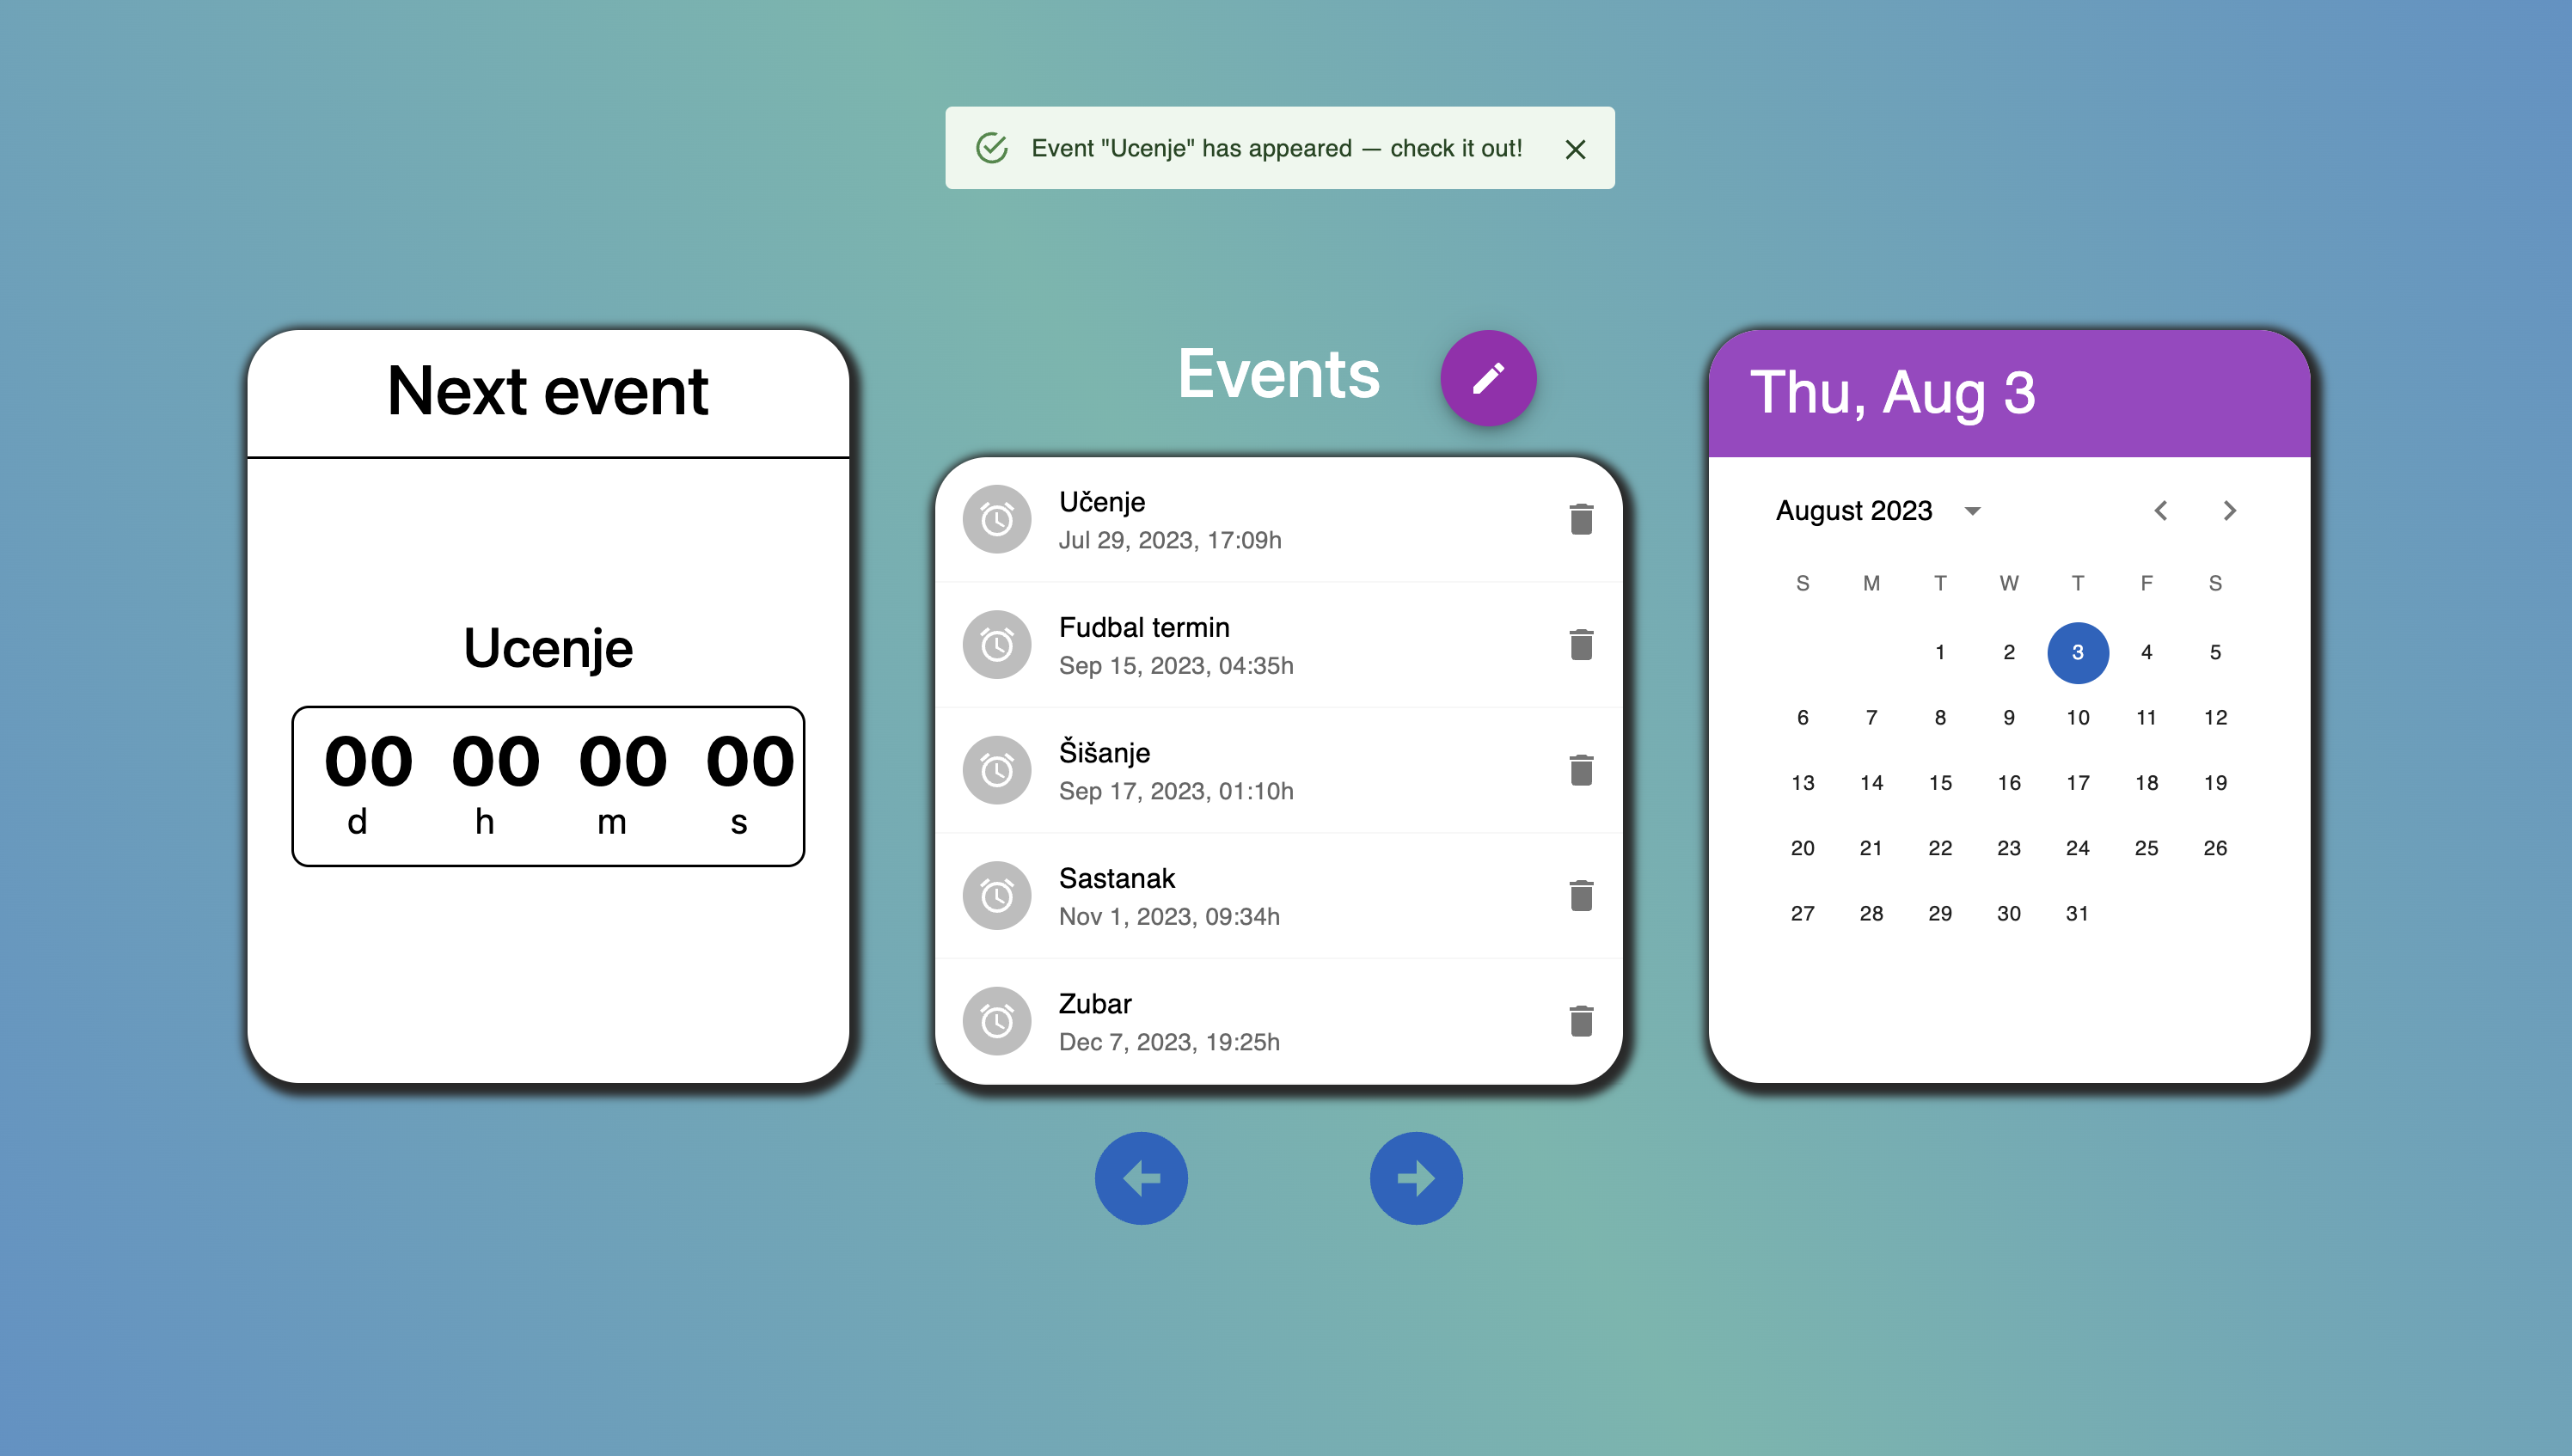 Event "Ucenje" has appeared — check it out!
Next event
Ucenje
00 00 00 00
d h m s
Events
Učenje
Jul 29, 2023, 17:09h
Fudbal termin
Sep 15, 2023, 04:35h
Šišanje
Sep 17, 2023, 01:10h
Sastanak
Nov 1, 2023, 09:34h
Zubar
Dec 7, 2023, 19:25h
Thu, Aug 3
August 2023
S M T W T F S
1 2 3 4 5
6 7 8 9 10 11 12
13 14 15 16 17 18 19
20 21 22 23 24 25 26
27 28 29 30 31